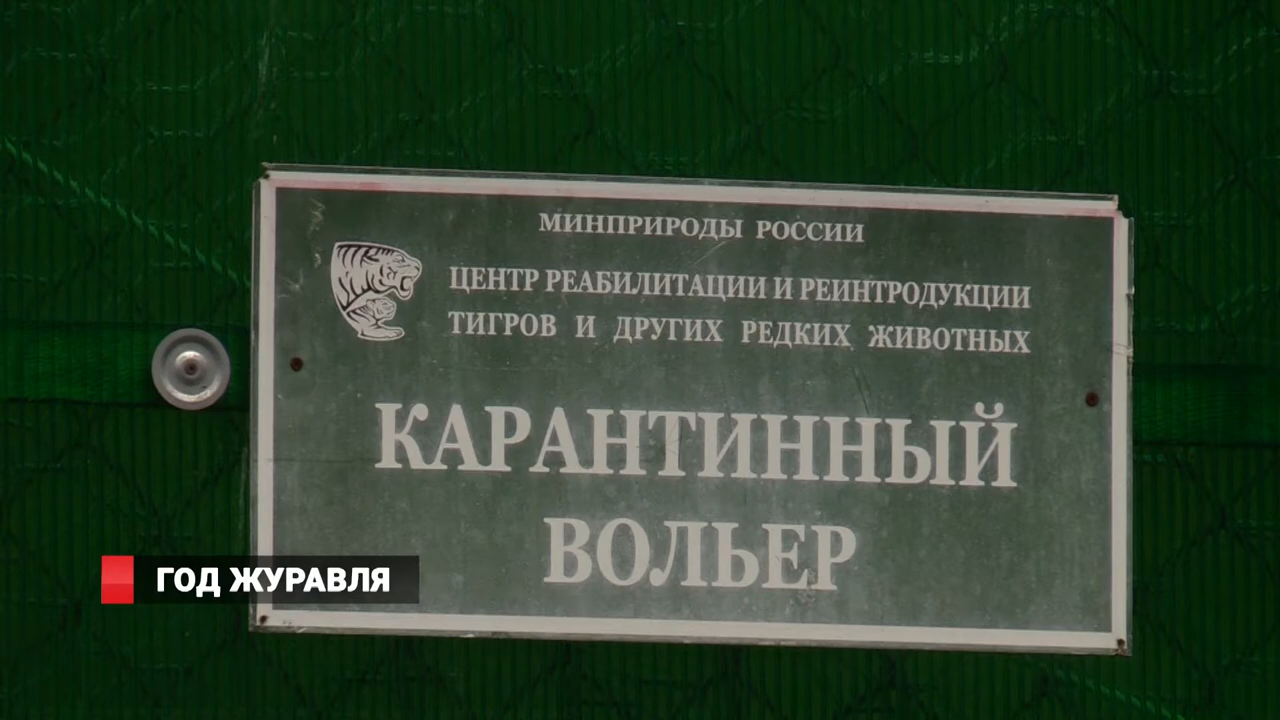 МИНПРИРОДЫ РОССИИ
ЦЕНТР РЕАБИЛИТАЦИИ И РЕИНТРОДУКЦИИ
ТИГРОВ И ДРУГИХ РЕДКИХ ЖИВОТНЫХ
КАРАНТИННЫЙ
ВОЛЬЕР
ГОД ЖУРАВЛЯ